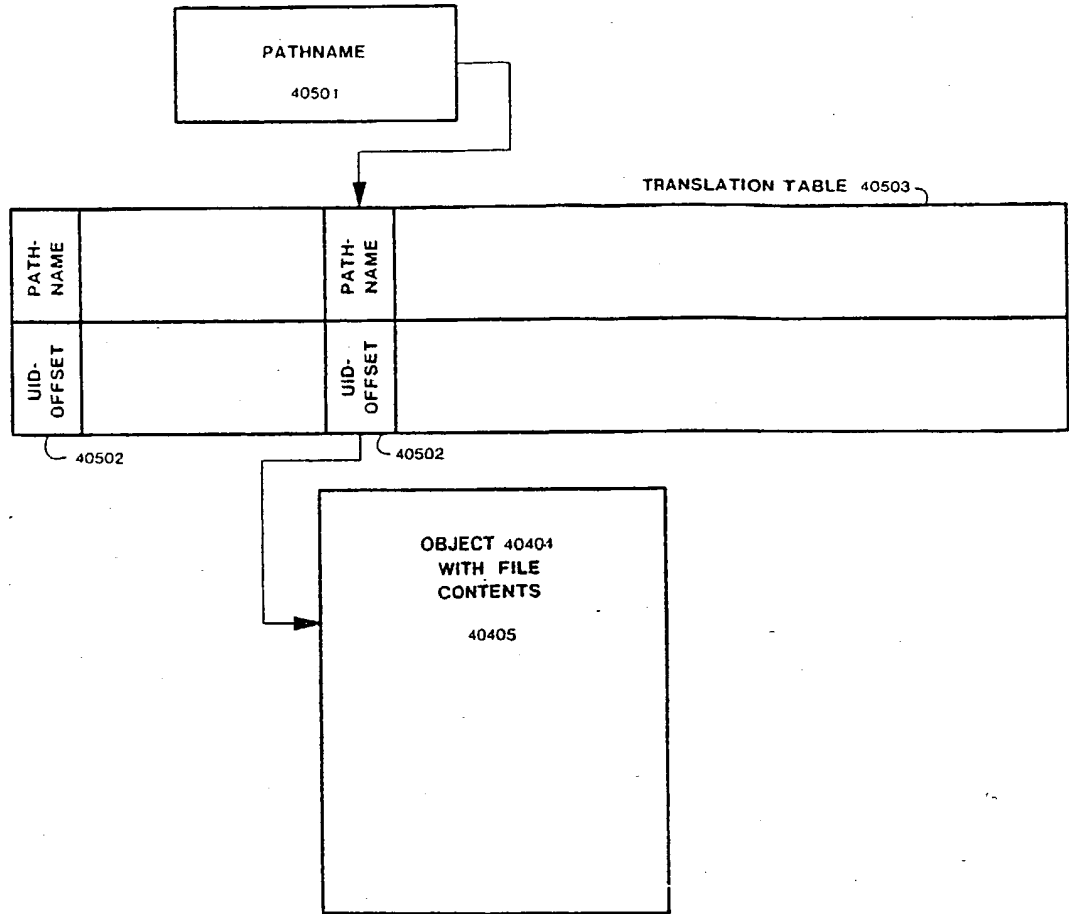 PATHNAME
40501
TRANSLATION TABLE 40503
PATH-
NAME
PATH-
NAME
UID-
OFFSET
UID-
OFFSET
40502
40502
OBJECT 40404
WITH FILE
CONTENTS
40405